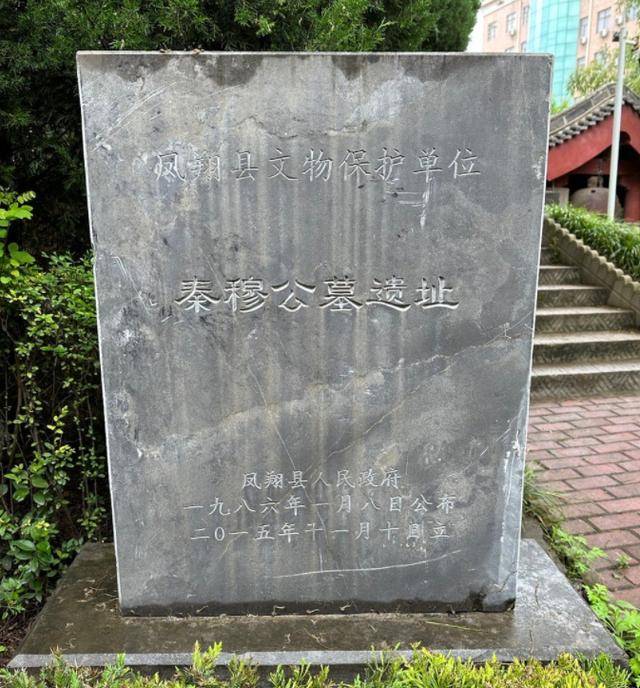 凤翔县文物保护单位
秦穆公墓遗址
凤翔县人民政府
一九八六年一月八日公布
二0一五年十一月十日立